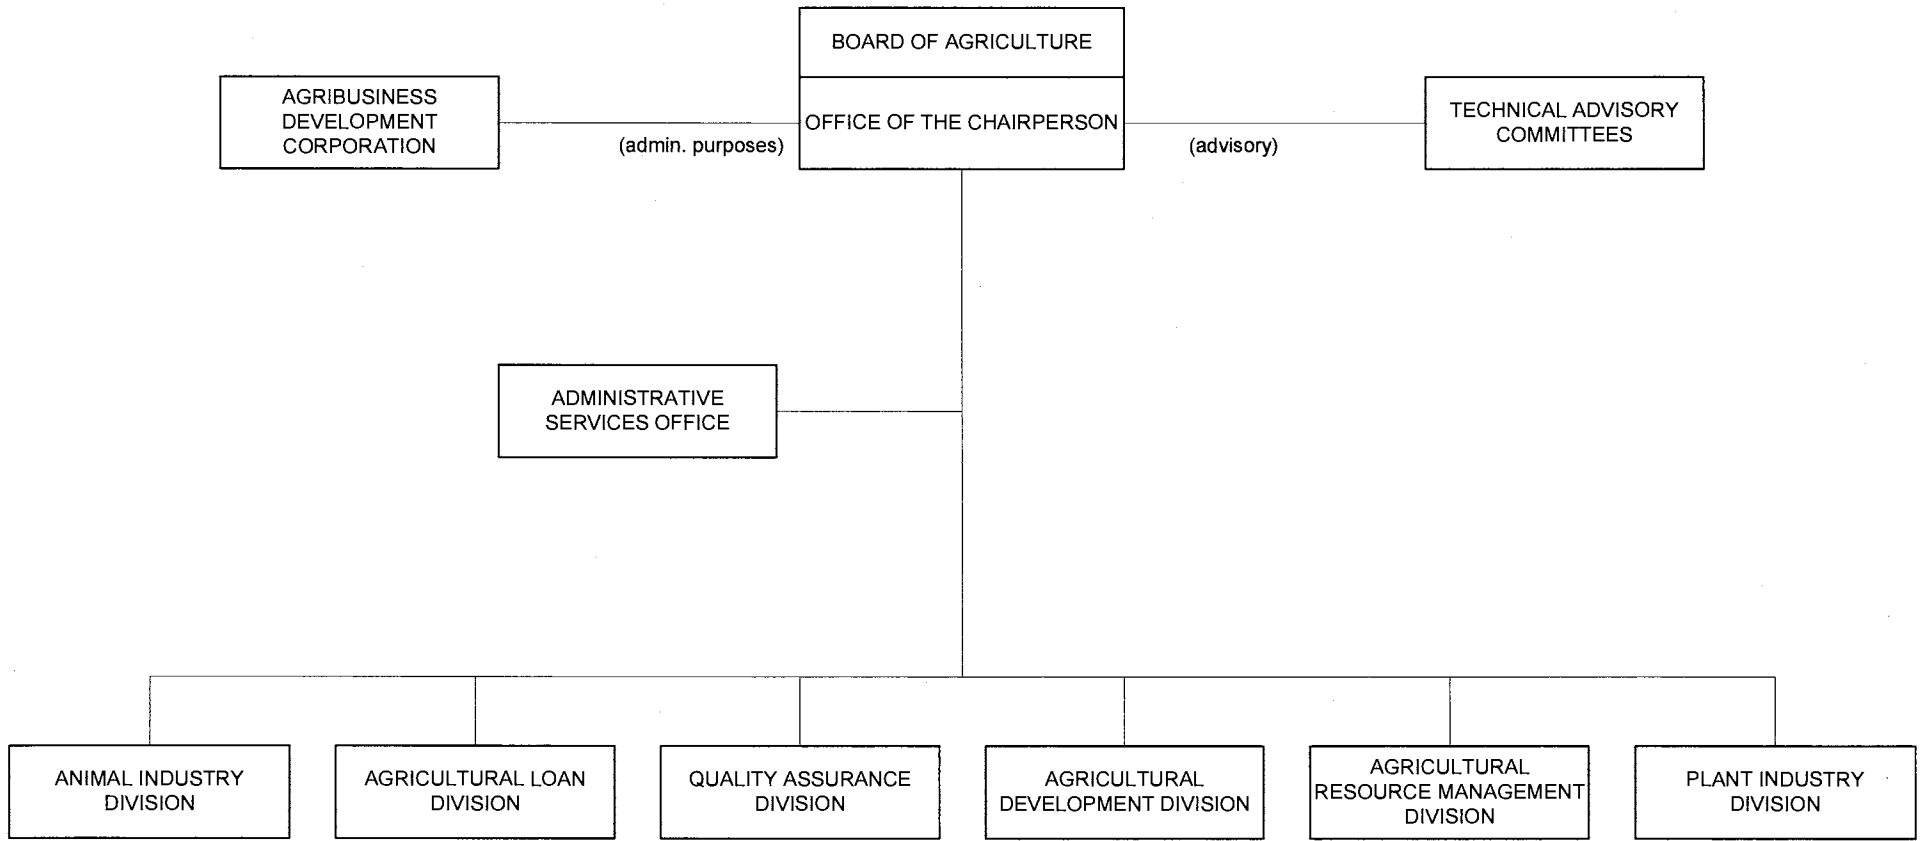 BOARD OF AGRICULTURE
AGRIBUSINESS
DEVELOPMENT
CORPORATION
(admin. purposes)
OFFICE OF THE CHAIRPERSON
(advisory)
TECHNICAL ADVISORY
COMMITTEES
ADMINISTRATIVE
SERVICES OFFICE
ANIMAL INDUSTRY
DIVISION
AGRICULTURAL LOAN
DIVISION
QUALITY ASSURANCE
DIVISION
AGRICULTURAL
DEVELOPMENT DIVISION
AGRICULTURAL
RESOURCE MANAGEMENT
DIVISION
PLANT INDUSTRY
DIVISION